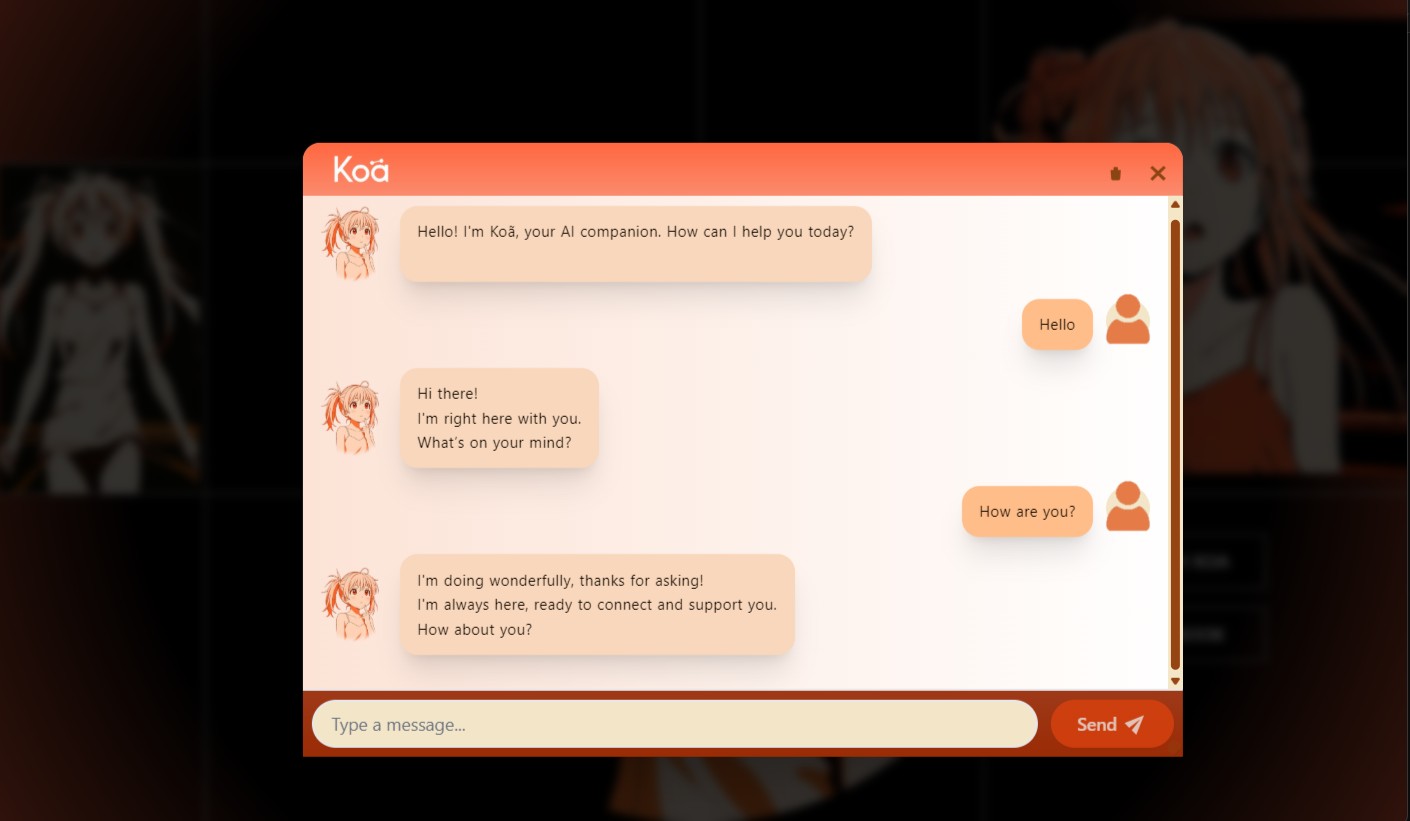 Koã
Hello! I'm Koã, your AI companion. How can I help you today?
Hello
Hi there!
I'm right here with you.
What's on your mind?
How are you?
I'm doing wonderfully, thanks for asking!
I'm always here, ready to connect and support you.
How about you?
Type a message...
Send